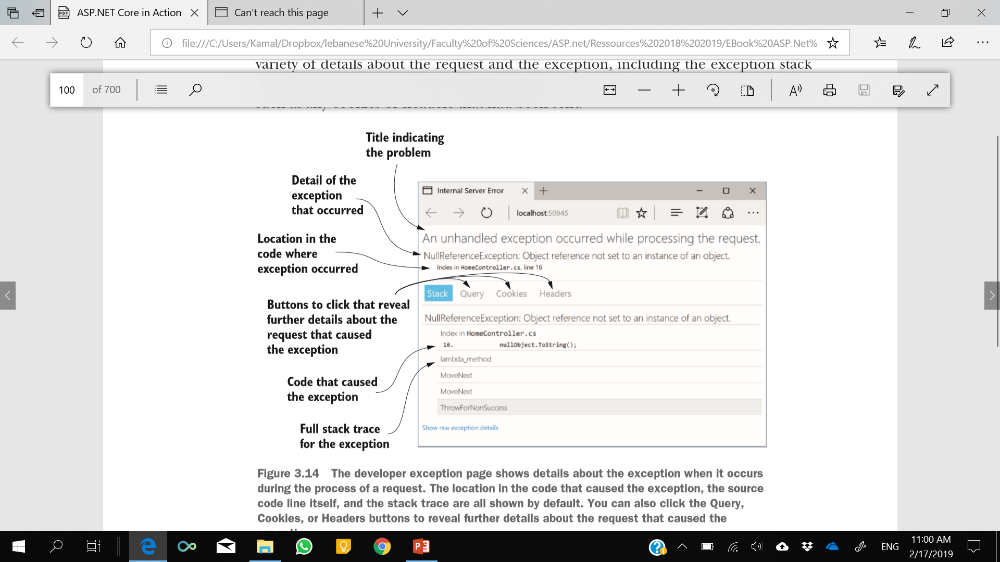 ASP.NET Core in Action
Can't reach this page
file:///C:/Users/Kamal/Dropbox/lebanese%20University/Faculty%20of%20Sciences/ASP.net/Ressources%202018%202019/EBook%20ASP.Net%
variety of details about the request and the exception, including the exception stack
100 of 700
Title indicating
the problem
Detail of the
exception
that occurred
Location in the
code where
exception occurred
Buttons to click that reveal
further details about the
request that caused
the exception
Code that caused
the exception
Full stack trace
for the exception
Internal Server Error
localhost:50945
An unhandled exception occurred while processing the request.
NullReferenceException: Object reference not set to an instance of an object.
Index in HomeController.cs, line 16
Stack Query Cookies Headers
NullReferenceException: Object reference not set to an instance of an object.
Index in HomeController.cs
16. nullObject.ToString();
lambda_method
MoveNext
MoveNext
ThrowForNonSuccess
Show raw exception details
Figure 3.14 The developer exception page shows details about the exception when it occurs
during the process of a request. The location in the code that caused the exception, the source
code line itself, and the stack trace are all shown by default. You can also click the Query,
Cookies, or Headers buttons to reveal further details about the request that caused the
ENG
11:00 AM
2/17/2019